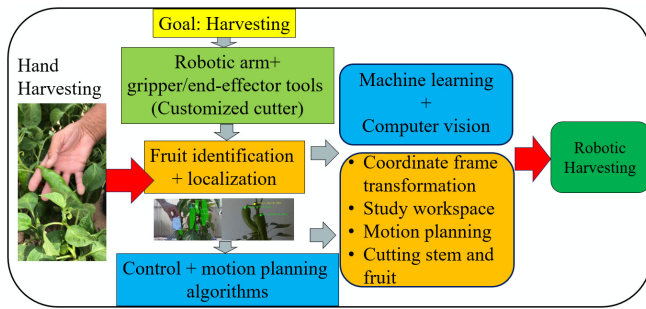 Goal: Harvesting
Hand
Harvesting
Robotic arm+
gripper/end-effector tools
(Customized cutter)
Fruit identification
+ localization
Control + motion planning
algorithms
Machine learning
+
Computer vision
• Coordinate frame
transformation
• Study workspace
• Motion planning
• Cutting stem and
fruit
Robotic
Harvesting